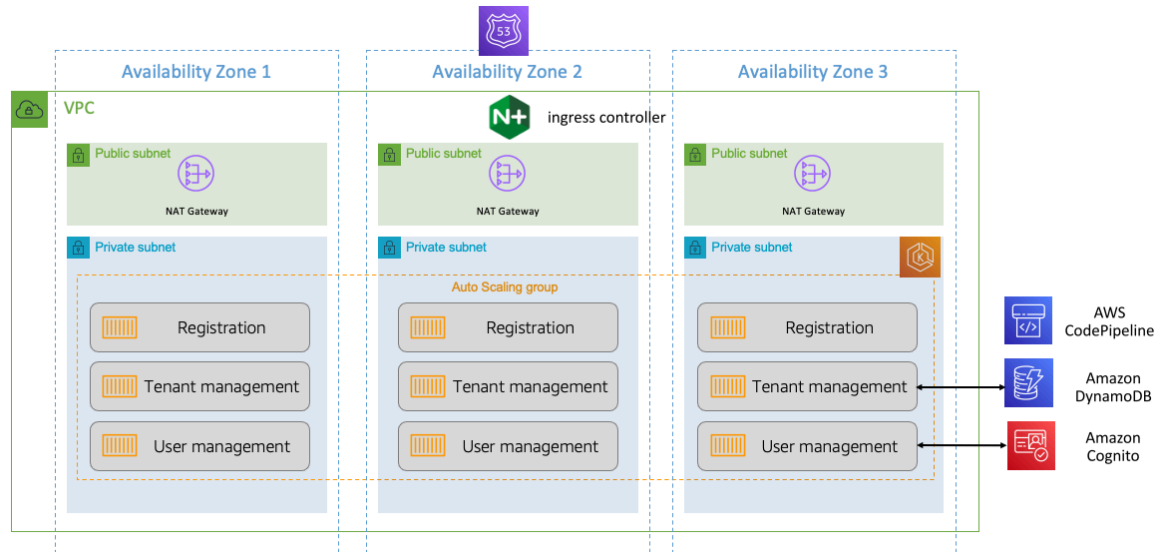 53
Availability Zone 1
Availability Zone 2
Availability Zone 3
VPC
N+
ingress controller
Public subnet
Public subnet
Public subnet
NAT Gateway
NAT Gateway
NAT Gateway
Private subnet
Private subnet
Private subnet
K
Auto Scaling group
Registration
Registration
Registration
Tenant management
Tenant management
Tenant management
User management
User management
User management
AWS
CodePipeline
Amazon
DynamoDB
Amazon
Cognito